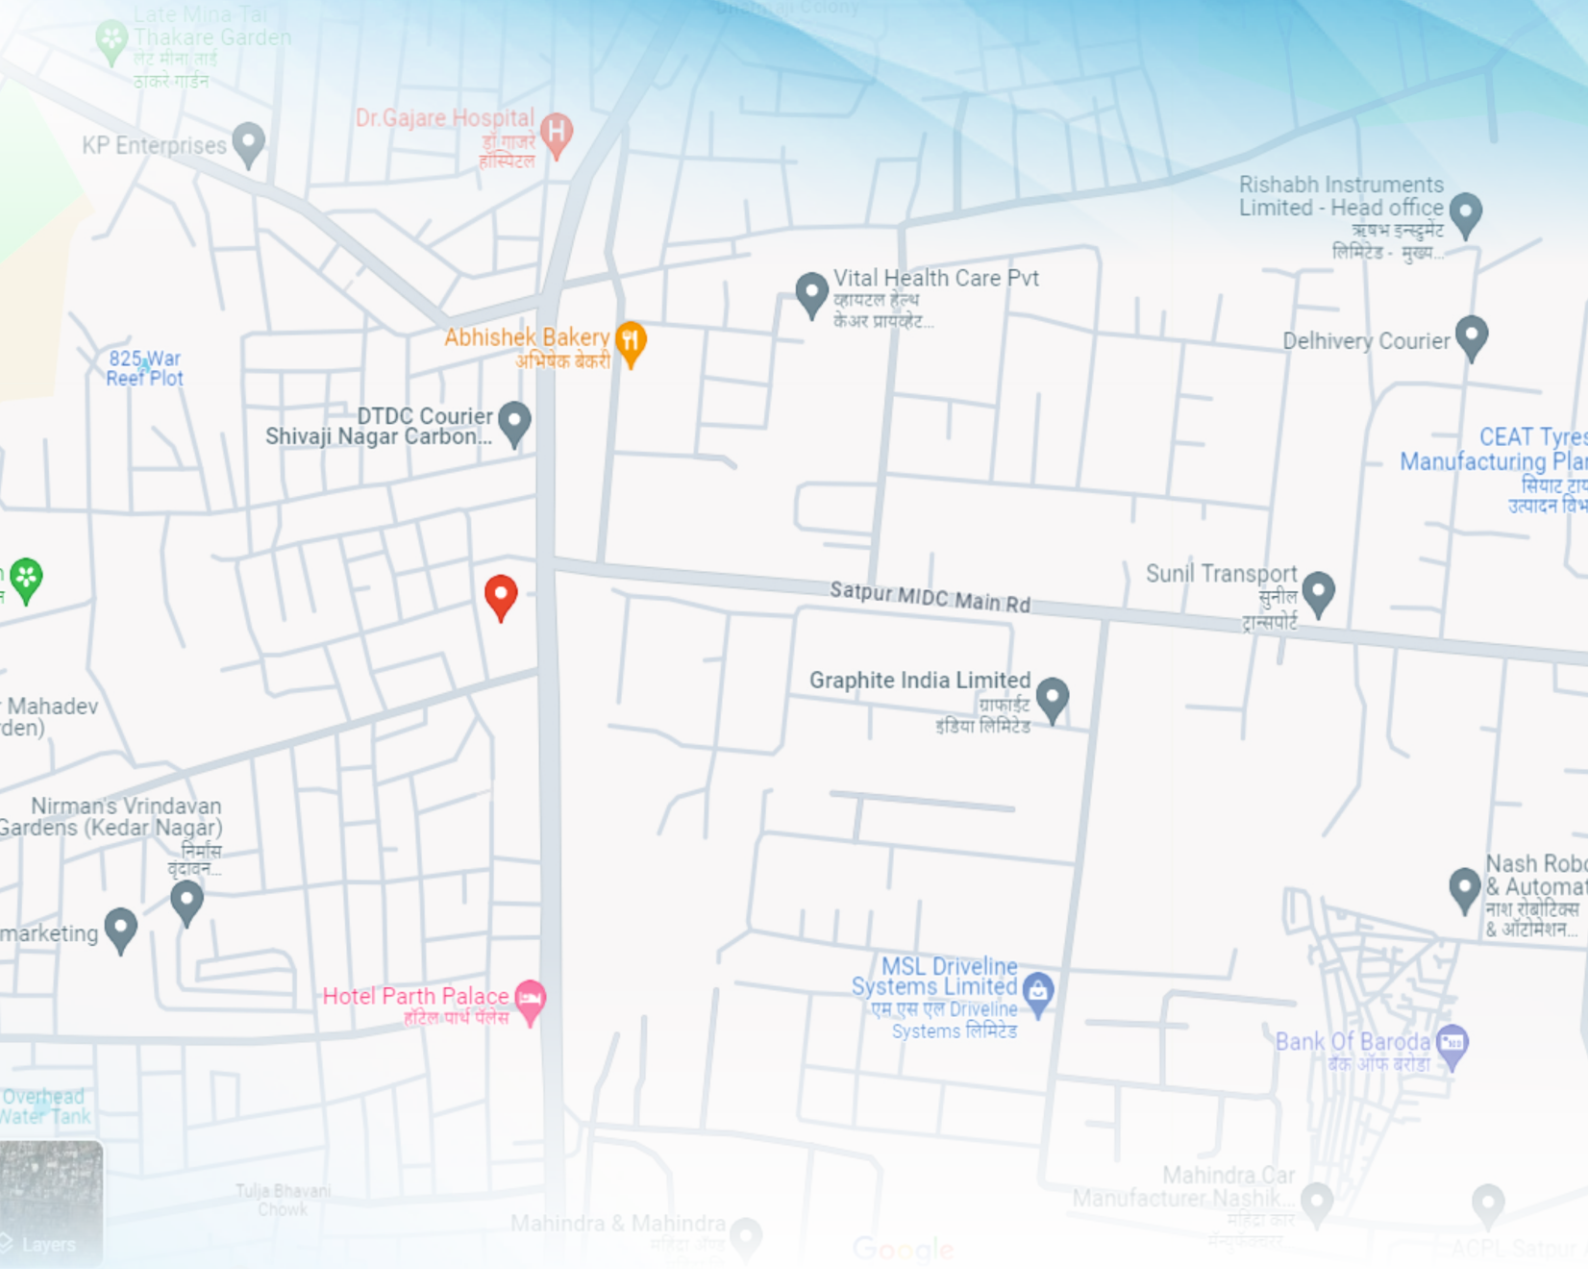 Late Mina Tai
Thakare Garden
लेट मीना ताई
ठाकरे गार्डन
KP Enterprises
Dr.Gajare Hospital
डॉ गाजरे
हॉस्पिटल
Rishabh Instruments
Limited - Head office
ऋषभ इन्स्ट्रुमेंट
लिमिटेड - मुख्य...
Vital Health Care Pvt
व्हायटल हेल्थ
केअर प्रायव्हेट...
Abhishek Bakery
अभिषेक बेकरी
Delhivery Courier
825 War
Reef Plot
DTDC Courier
Shivaji Nagar Carbon...
CEAT Tyres
Manufacturing Plan
सियाट टाय
उत्पादन विभ
Satpur MIDC Main Rd
Sunil Transport
सुनील
ट्रान्सपोर्ट
Graphite India Limited
ग्राफाईट
इंडिया लिमिटेड
Mahadev
rden)
Nirman's Vrindavan
Gardens (Kedar Nagar)
निर्मांस
वृंदावन...
marketing
Nash Robo
& Automat
नाश रोबोटिक्स
& ऑटोमेशन...
MSL Driveline
Systems Limited
एम एस एल Driveline
Systems लिमिटेड
Hotel Parth Palace
हॉटेल पार्थ पॅलेस
Bank Of Baroda
बँक ऑफ बरोडा
Overhead
Water Tank
Tulja Bhavani
Chowk
Mahindra Car
Manufacturer Nashik...
महिंद्रा कार
Mahindra & Mahindra
Layers
Google
ACPL Satpur